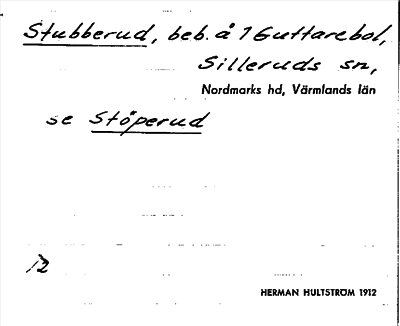 Stubberud, beb. å 1 Guttarebol,
Silleruds sn,
Nordmarks hd, Värmlands län
se Stöperud
12
HERMAN HULTSTRÖM 1912